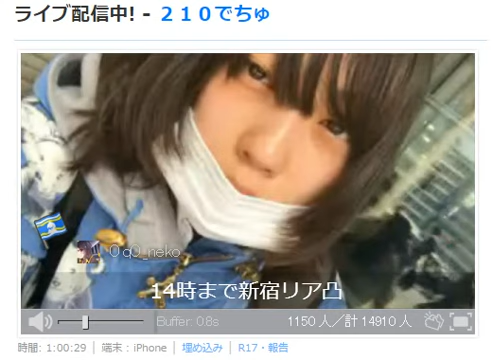 ライブ配信中! - ２１０でちゅ
0 q9_neko
14時まで新宿リア凸
Buffer: 0.8s 1150 人／計 14910 人
時間: 1:00:29 | 端末: iPhone | 埋め込み | R17・報告